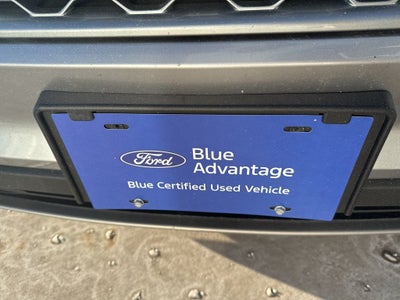 Ford
Blue
Advantage
Blue Certified Used Vehicle